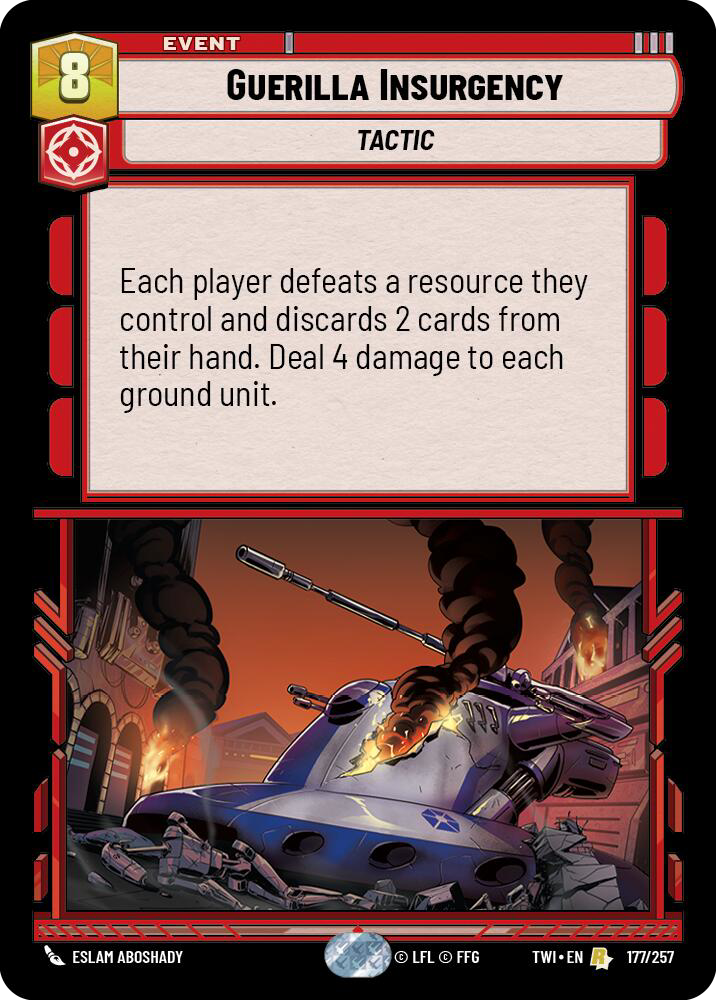 EVENT
8
GUERILLA INSURGENCY
TACTIC
Each player defeats a resource they
control and discards 2 cards from
their hand. Deal 4 damage to each
ground unit.
ESLAM ABOSHADY
© LFL © FFG
TWI • EN R 177/257